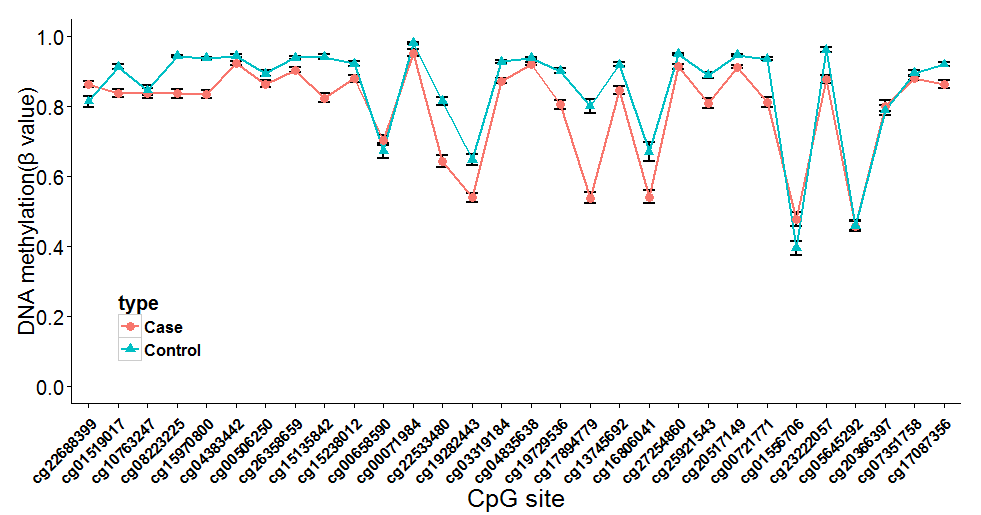 DNA methylation(β value)
1.0
0.8
0.6
0.4
0.2
0.0
type
Case
Control
cg22688399
cg01519017
cg10763247
cg08223225
cg15970800
cg04383442
cg00506250
cg26358659
cg15135842
cg15238012
cg00658590
cg00071984
cg22533480
cg19282443
cg03319184
cg04835638
cg19729536
cg17894779
cg13745692
cg16806041
cg27254860
cg25921543
cg20517149
cg00721771
cg01556706
cg23222057
cg05645292
cg20366397
cg07351758
cg17087356
CpG site